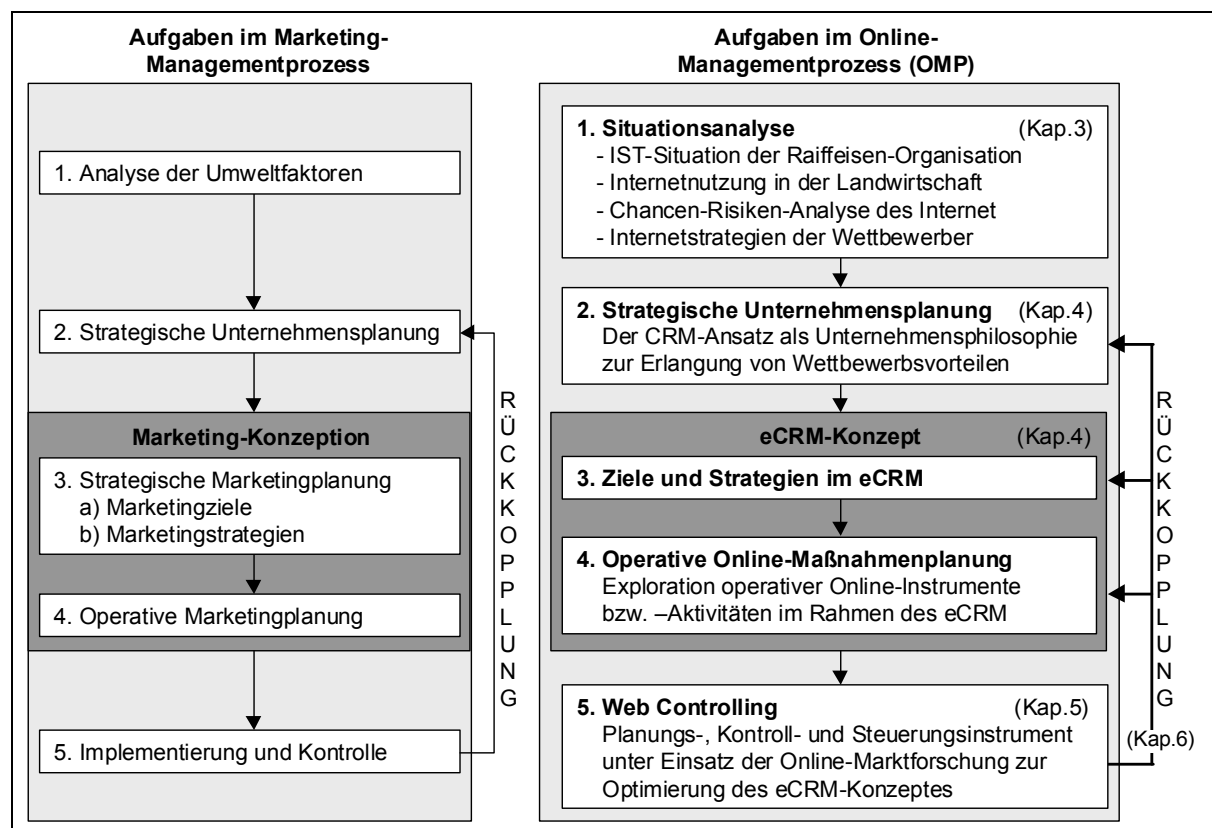 Aufgaben im Marketing-
Managementprozess
1. Analyse der Umweltfaktoren
2. Strategische Unternehmensplanung
Marketing-Konzeption
3. Strategische Marketingplanung
a) Marketingziele
b) Marketingstrategien
4. Operative Marketingplanung
5. Implementierung und Kontrolle
RÜCKKOPPLUNG
Aufgaben im Online-
Managementprozess (OMP)
1. Situationsanalyse (Kap.3)
- IST-Situation der Raiffeisen-Organisation
- Internetnutzung in der Landwirtschaft
- Chancen-Risiken-Analyse des Internet
- Internetstrategien der Wettbewerber
2. Strategische Unternehmensplanung (Kap.4)
Der CRM-Ansatz als Unternehmensphilosophie
zur Erlangung von Wettbewerbsvorteilen
eCRM-Konzept (Kap.4)
3. Ziele und Strategien im eCRM
4. Operative Online-Maßnahmenplanung
Exploration operativer Online-Instrumente
bzw. –Aktivitäten im Rahmen des eCRM
5. Web Controlling (Kap.5)
Planungs-, Kontroll- und Steuerungsinstrument
unter Einsatz der Online-Marktforschung zur
Optimierung des eCRM-Konzeptes
RÜCKKOPPLUNG
(Kap.6)